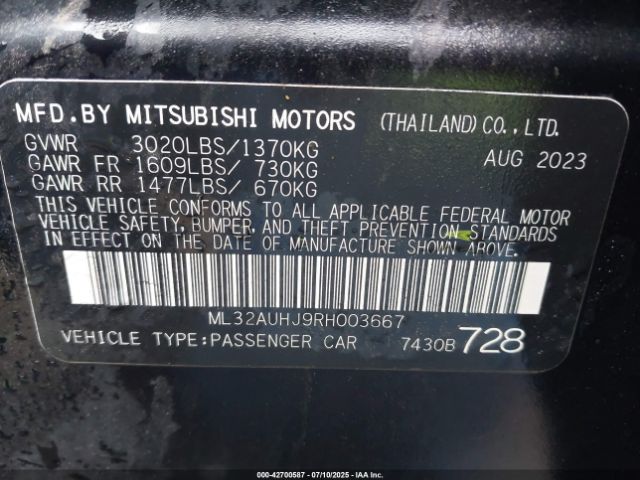 MFD.BY MITSUBISHI MOTORS (THAILAND)CO.,LTD.
GVWR 3020LBS/1370KG AUG 2023
GAWR FR 1609LBS/ 730KG
GAWR RR 1477LBS/ 670KG
THIS VEHICLE CONFORMS TO ALL APPLICABLE FEDERAL MOTOR
VEHICLE SAFETY, BUMPER, AND THEFT PREVENTION STANDARDS
IN EFFECT ON THE DATE OF MANUFACTURE SHOWN ABOVE.
ML32AUHJ9RH003667
VEHICLE TYPE:PASSENGER CAR 7430B 728
000-42700587 - 07/10/2025 - IAA, Inc.